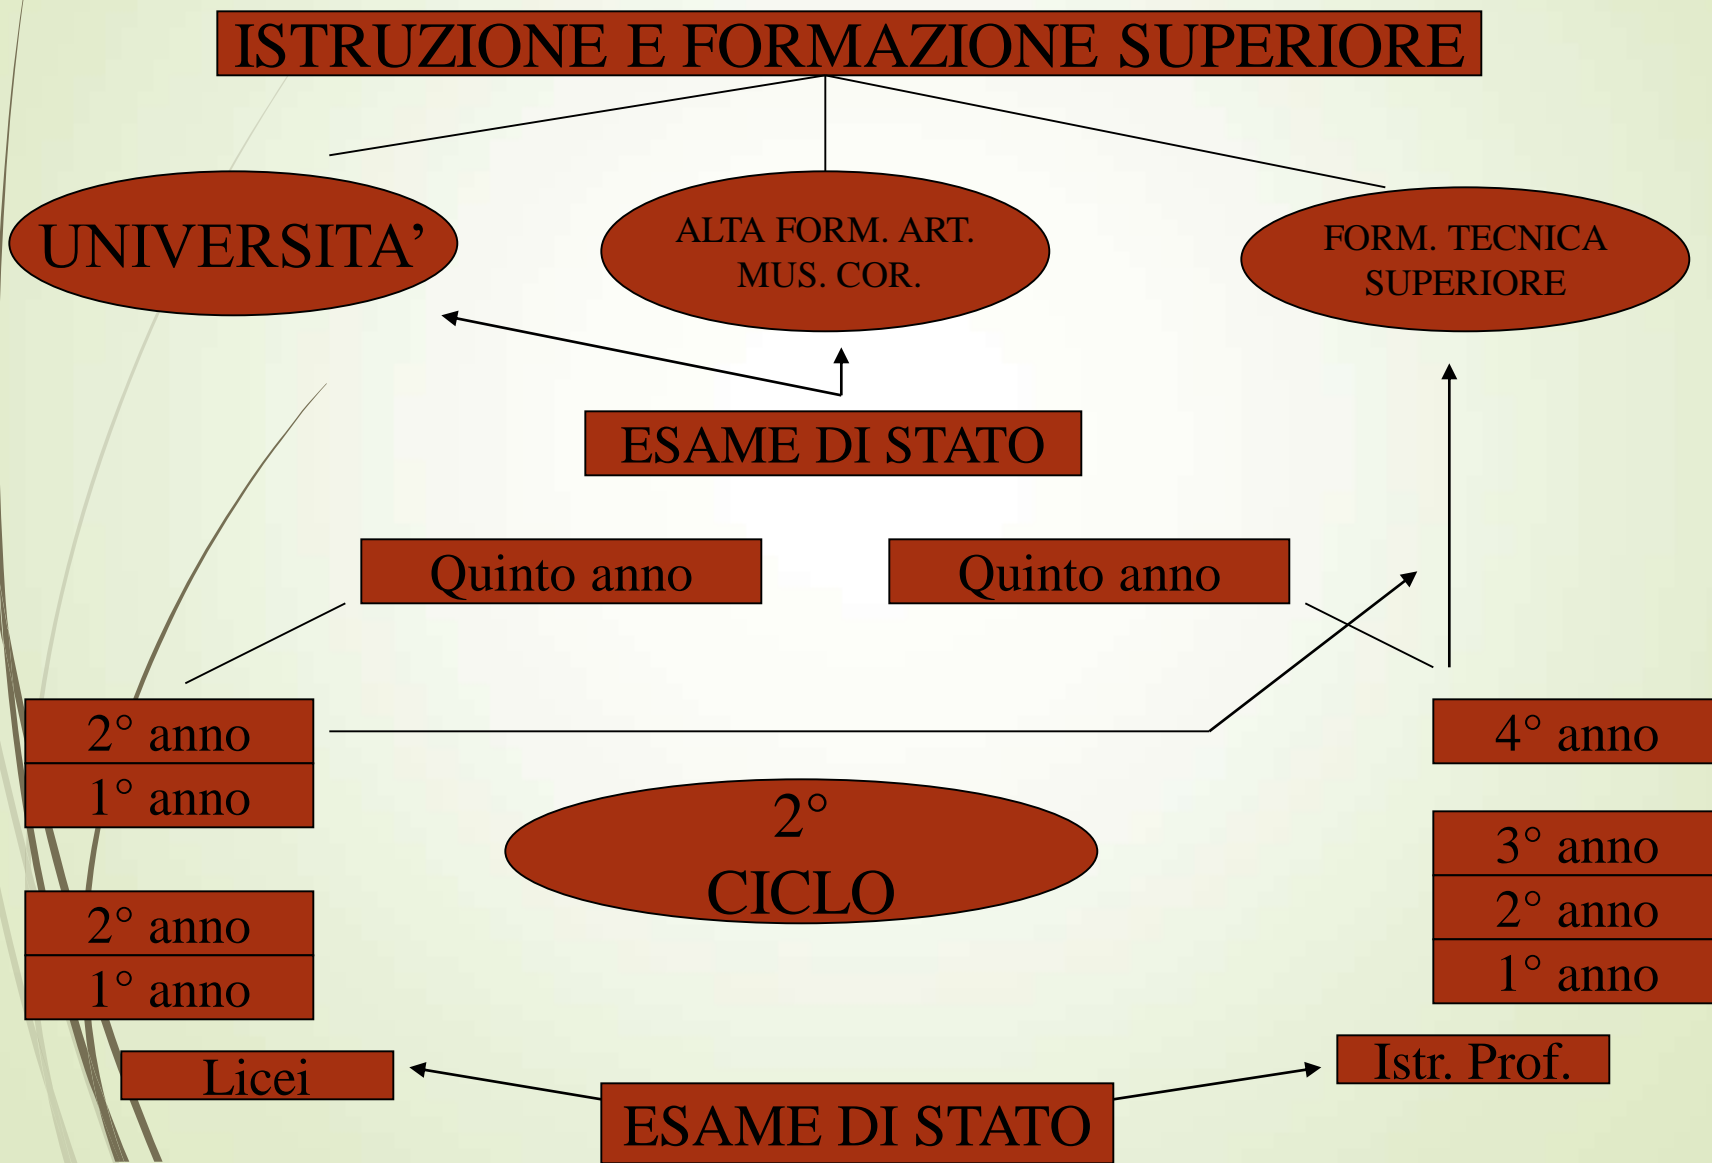 ISTRUZIONE E FORMAZIONE SUPERIORE
UNIVERSITA’
ALTA FORM. ART.
MUS. COR.
FORM. TECNICA
SUPERIORE
ESAME DI STATO
Quinto anno
Quinto anno
2° anno
1° anno
4° anno
2°
CICLO
3° anno
2° anno
1° anno
2° anno
1° anno
Licei
Istr. Prof.
ESAME DI STATO